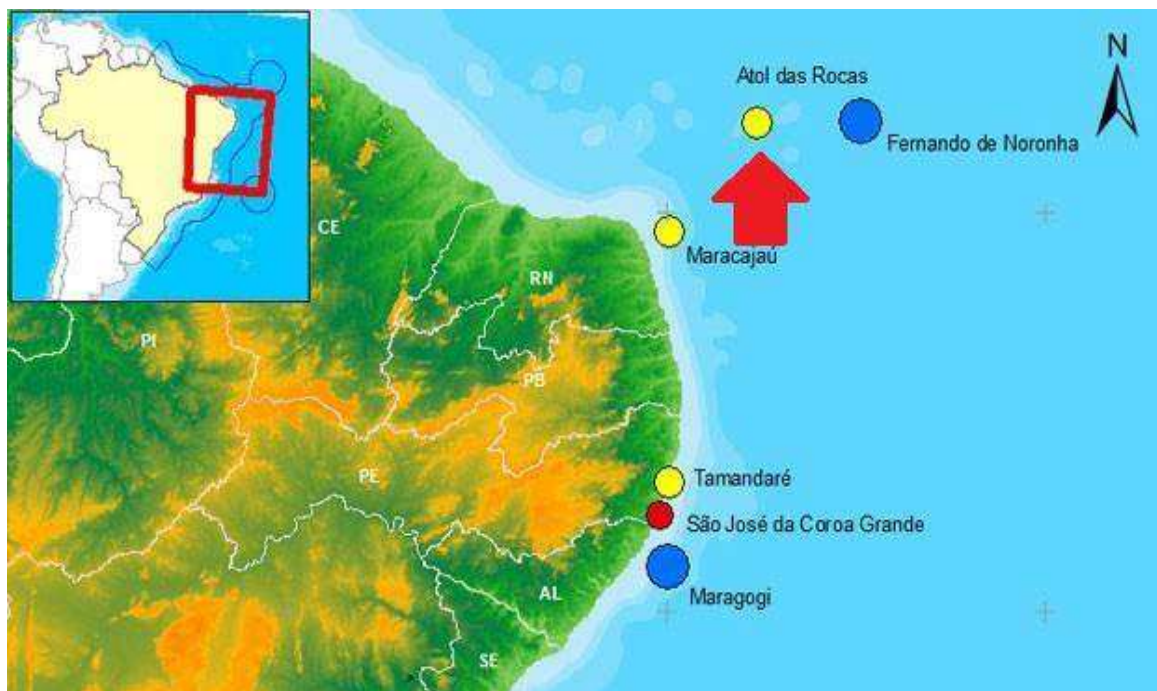 N
Atol das Rocas
Fernando de Noronha
CE
Maracajaú
RN
PI
PB
PE
Tamandaré
São José da Coroa Grande
AL
Maragogi
SE